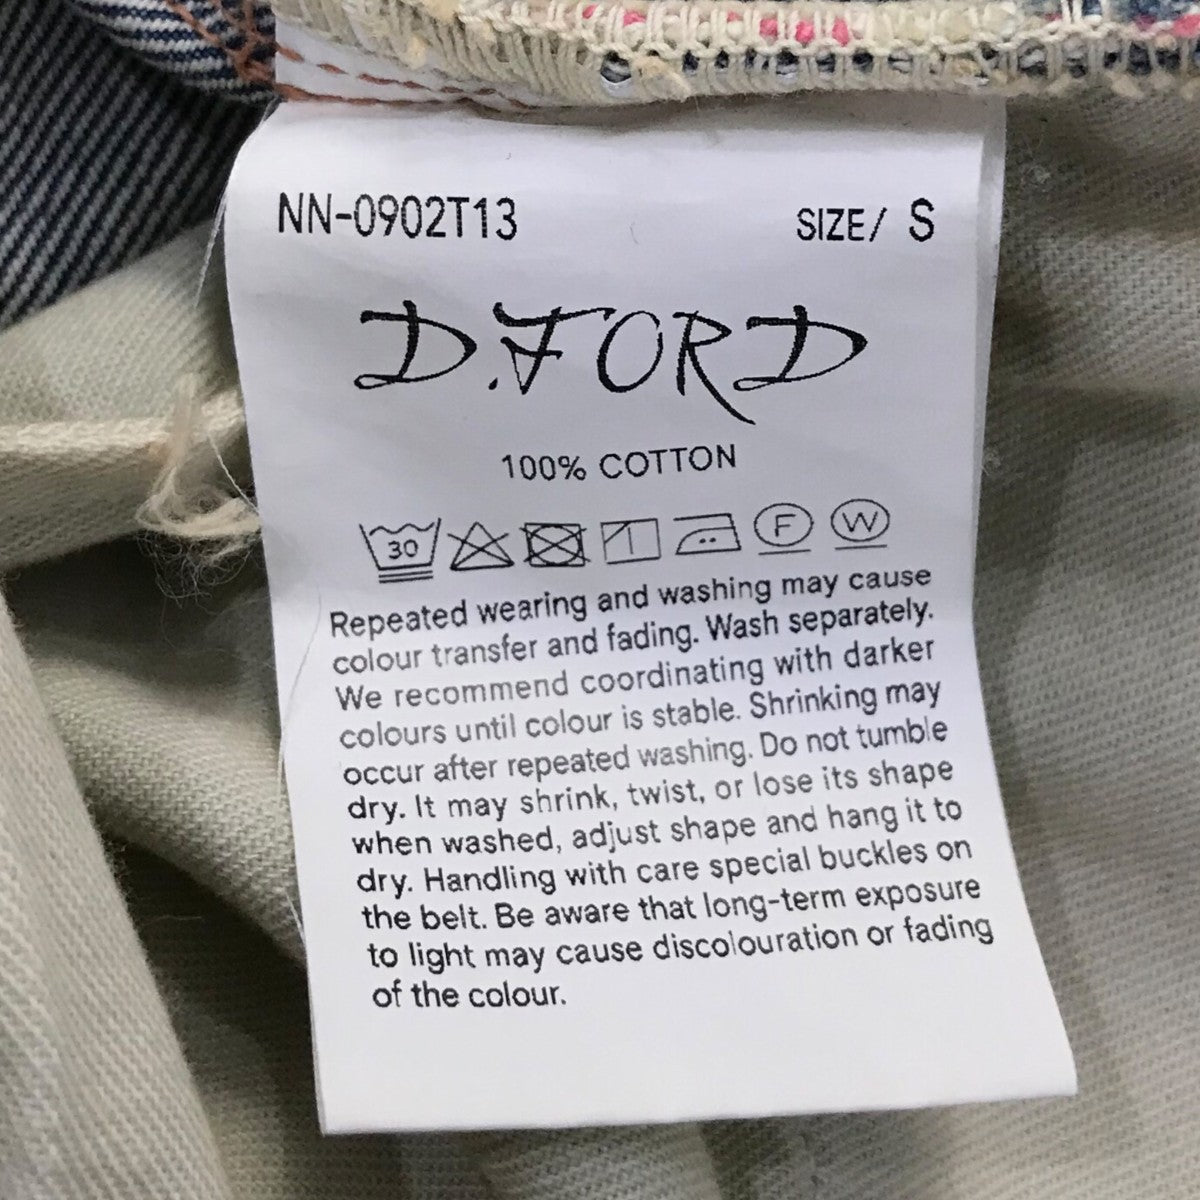 NN-0902T13 SIZE/ S
D.FORD
100% COTTON
30 F W
Repeated wearing and washing may cause
colour transfer and fading. Wash separately.
We recommend coordinating with darker
colours until colour is stable. Shrinking may
occur after repeated washing. Do not tumble
dry. It may shrink, twist, or lose its shape
when washed, adjust shape and hang it to
dry. Handling with care special buckles on
the belt. Be aware that long-term exposure
to light may cause discolouration or fading
of the colour.